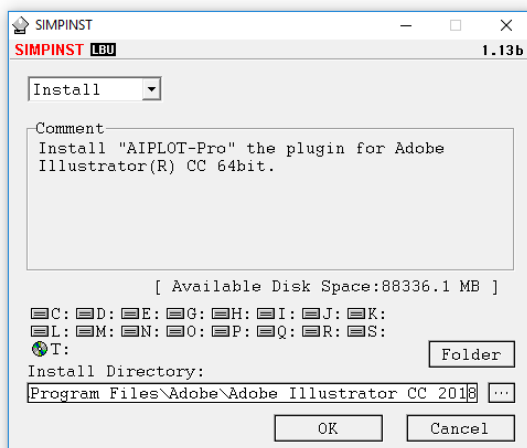 SIMPINST
SIMPINST LBU 1.13b
Install
Comment
Install "AIPLOT-Pro" the plugin for Adobe
Illustrator(R) CC 64bit.
[ Available Disk Space:88336.1 MB ]
C: D: E: G: H: I: J: K:
L: M: N: O: P: Q: R: S:
T:
Folder
Install Directory:
Program Files\Adobe\Adobe Illustrator CC 2018 ...
OK Cancel